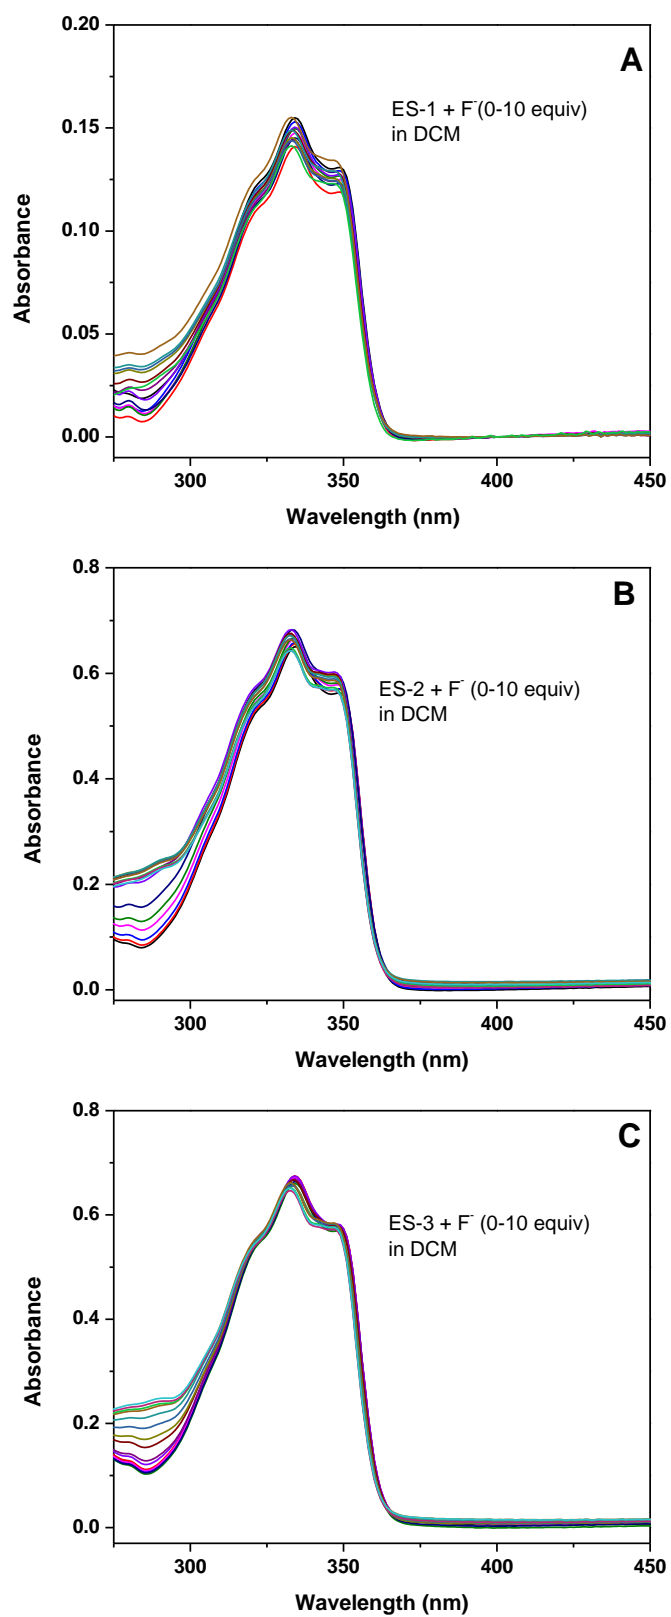 0.20
A
ES-1 + F⁻(0-10 equiv)
in DCM
0.15
0.10
0.05
0.00
Absorbance
300
350
400
450
Wavelength (nm)
0.8
B
ES-2 + F⁻ (0-10 equiv)
in DCM
0.6
0.4
0.2
0.0
Absorbance
300
350
400
450
Wavelength (nm)
0.8
C
ES-3 + F⁻ (0-10 equiv)
in DCM
0.6
0.4
0.2
0.0
Absorbance
300
350
400
450
Wavelength (nm)